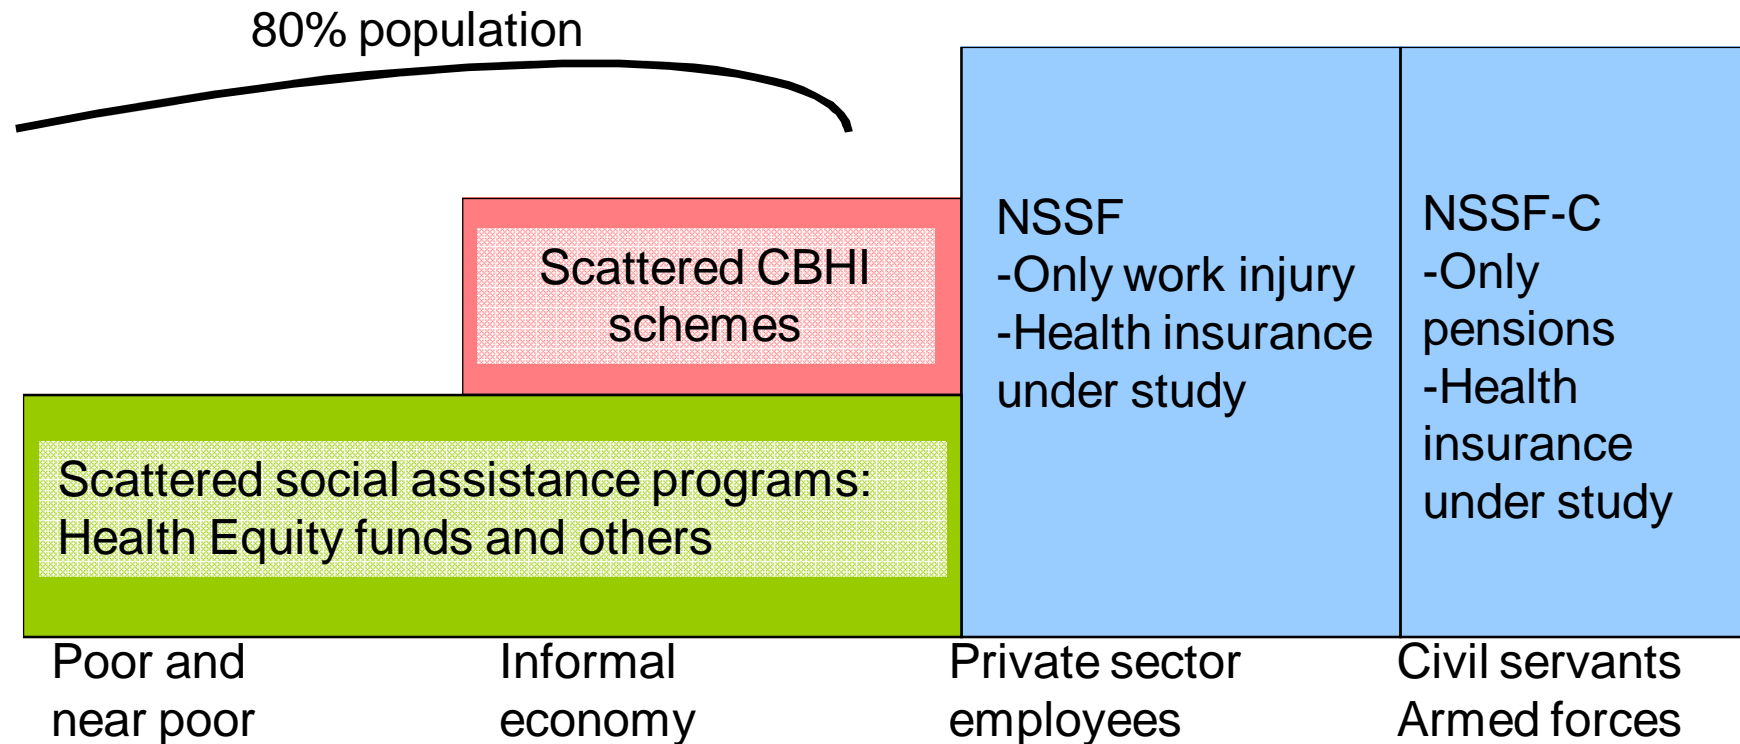 80% population
Scattered CBHI
schemes
Scattered social assistance programs:
Health Equity funds and others
NSSF
-Only work injury
-Health insurance
under study
NSSF-C
-Only
pensions
-Health
insurance
under study
Poor and
near poor
Informal
economy
Private sector
employees
Civil servants
Armed forces